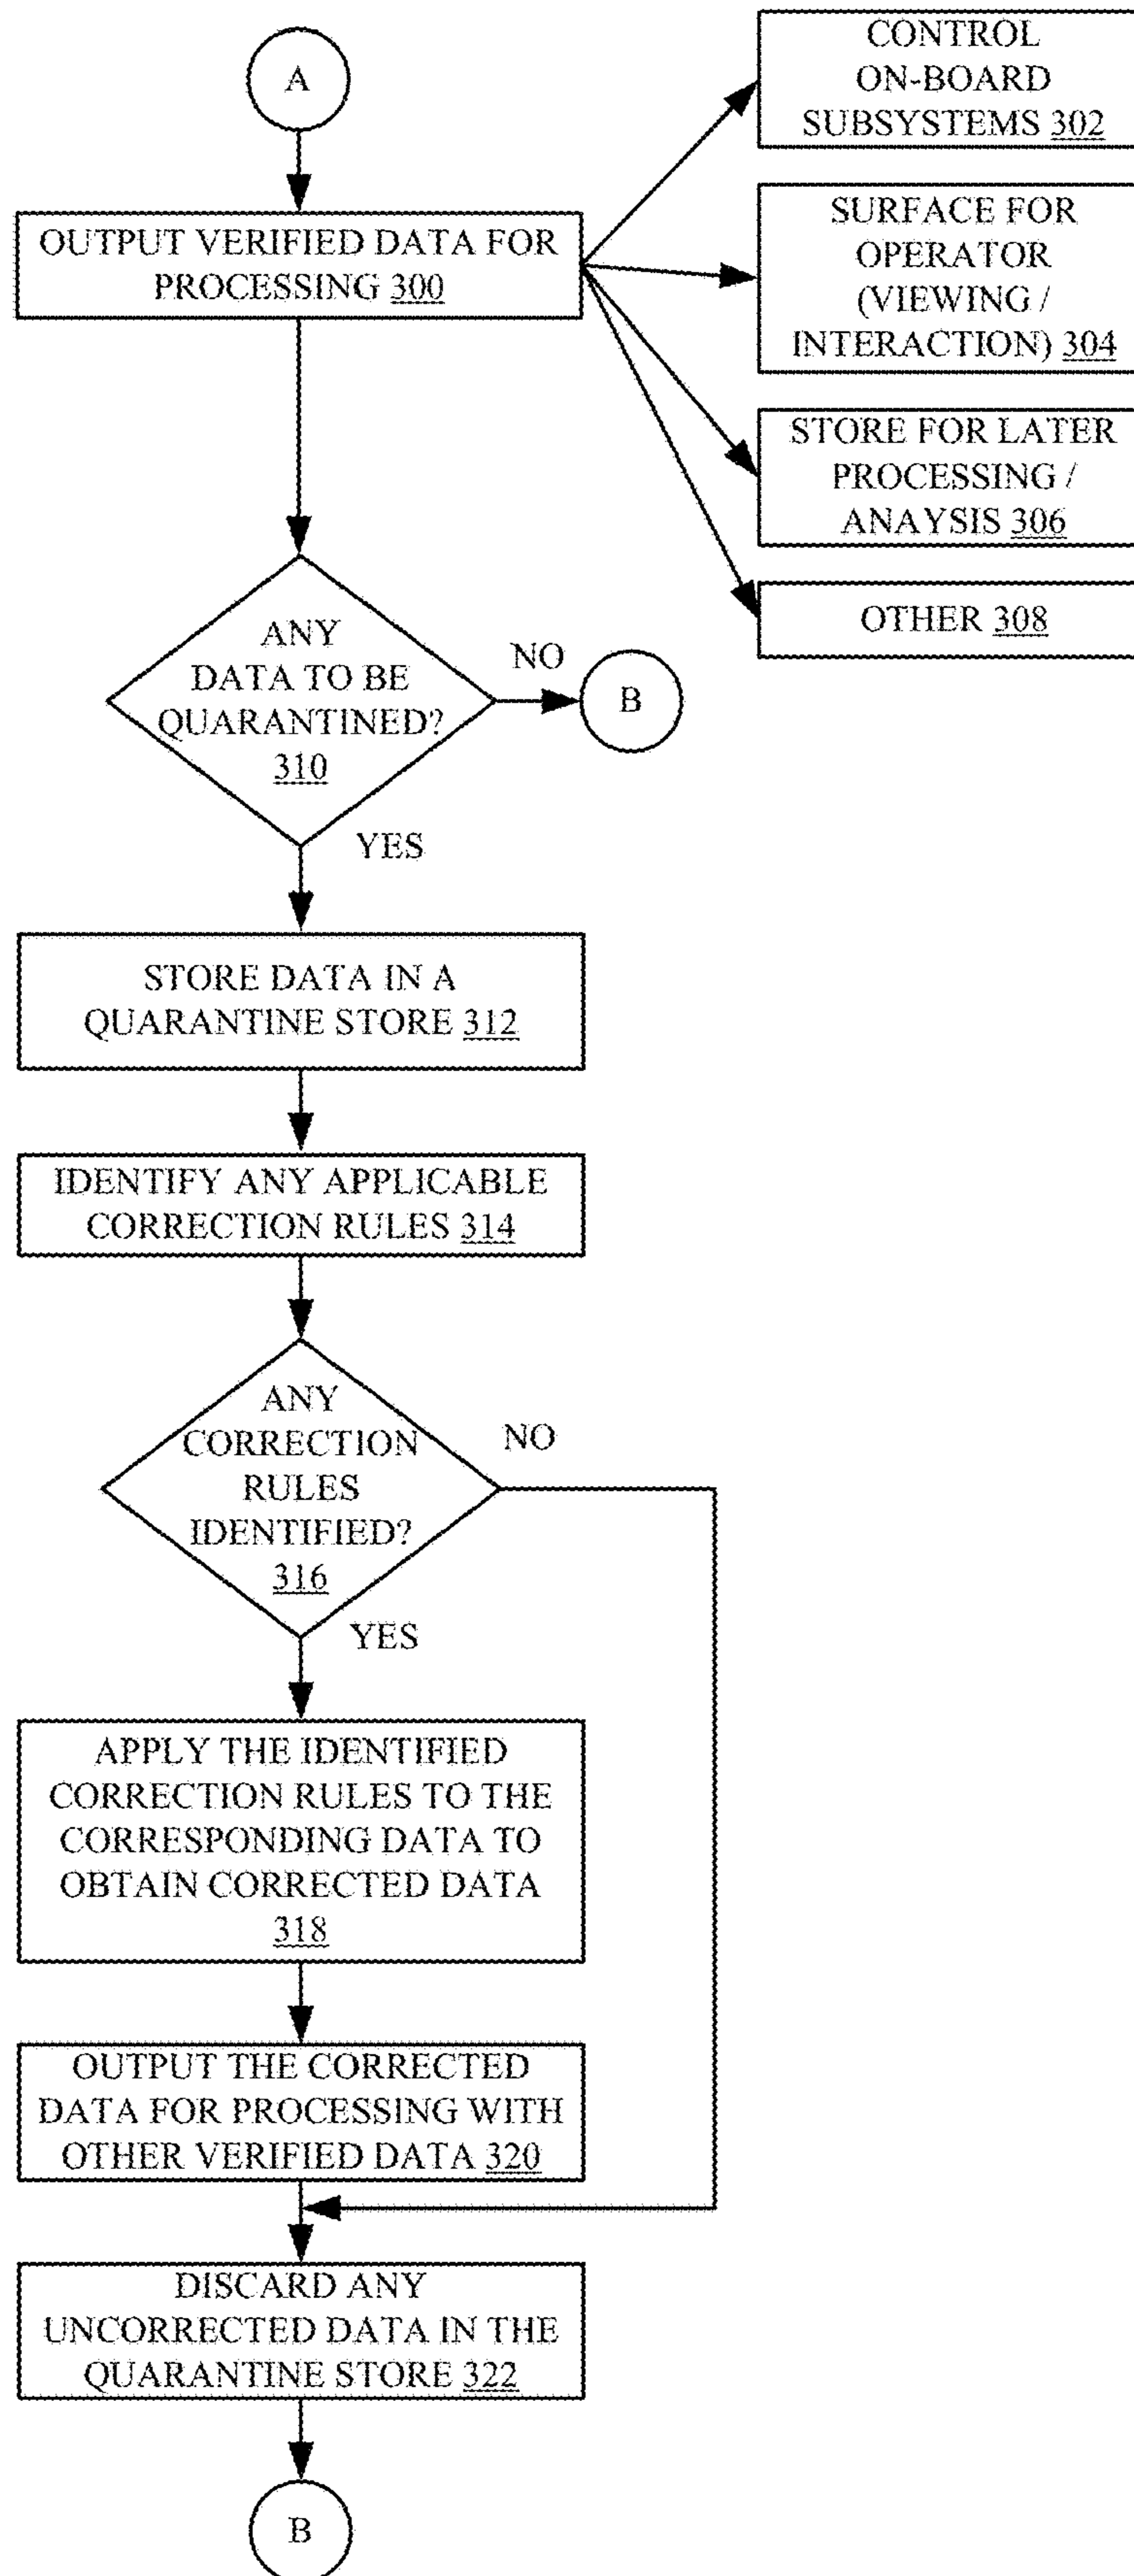 A
OUTPUT VERIFIED DATA FOR
PROCESSING 300
CONTROL
ON-BOARD
SUBSYSTEMS 302
SURFACE FOR
OPERATOR
(VIEWING /
INTERACTION) 304
STORE FOR LATER
PROCESSING /
ANAYSIS 306
OTHER 308
ANY
DATA TO BE
QUARANTINED?
310
NO
B
YES
STORE DATA IN A
QUARANTINE STORE 312
IDENTIFY ANY APPLICABLE
CORRECTION RULES 314
ANY
CORRECTION
RULES
IDENTIFIED?
316
NO
YES
APPLY THE IDENTIFIED
CORRECTION RULES TO THE
CORRESPONDING DATA TO
OBTAIN CORRECTED DATA
318
OUTPUT THE CORRECTED
DATA FOR PROCESSING WITH
OTHER VERIFIED DATA 320
DISCARD ANY
UNCORRECTED DATA IN THE
QUARANTINE STORE 322
B